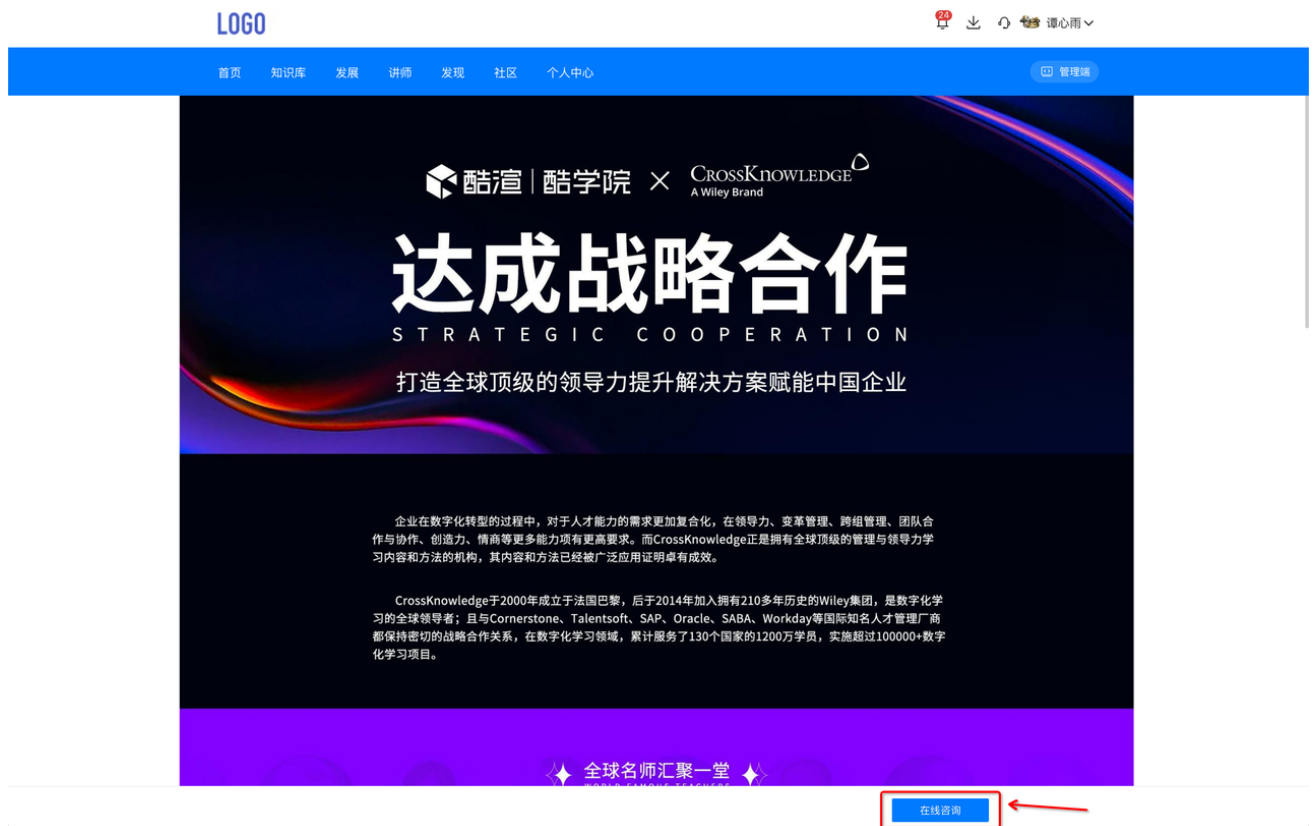 LOGO
24
谭心雨
首页 知识库 发展 讲师 发现 社区 个人中心
管理端
酷渲 酷学院 × CROSSKNOWLEDGE
A Wiley Brand
达成战略合作
STRATEGIC COOPERATION
打造全球顶级的领导力提升解决方案赋能中国企业
企业在数字化转型的过程中，对于人才能力的需求更加复合化，在领导力、变革管理、跨组管理、团队合
作与协作、创造力、情商等更多能力项有更高要求。而CrossKnowledge正是拥有全球顶级的管理与领导力学
习内容和方法的机构，其内容和方法已经被广泛应用证明卓有成效。
CrossKnowledge于2000年成立于法国巴黎，后于2014年加入拥有210多年历史的Wiley集团，是数字化学
习的全球领导者；且与Cornerstone、Talentsoft、SAP、Oracle、SABA、Workday等国际知名人才管理厂商
都保持密切的战略合作关系，在数字化学习领域，累计服务了130个国家的1200万学员，实施超过100000+数字
化学习项目。
全球名师汇聚一堂
WORLD FAMOUS TEACHERS
在线咨询